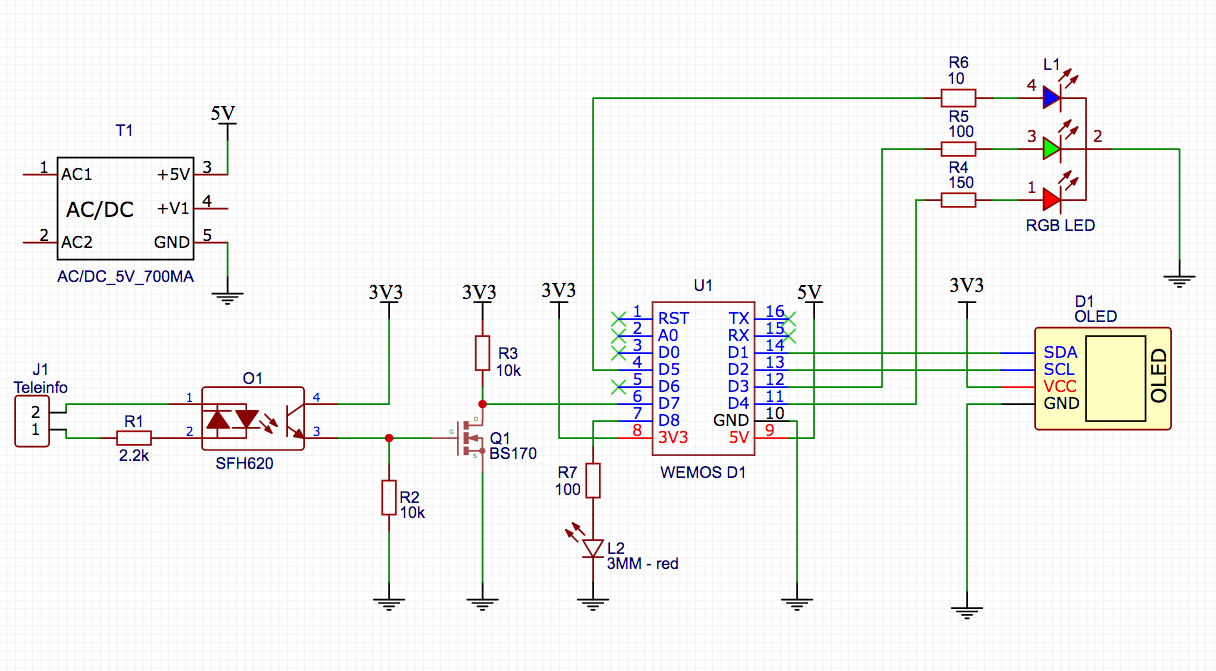 T1
5V
1 AC1 +5V 3
AC/DC +V1 4
2 AC2 GND 5
AC/DC_5V_700MA
R6
10
L1
4
R5
100
3
2
R4
150
1
RGB LED
3V3
3V3
3V3
U1
5V
3V3
1 RST TX 16
2 A0 RX 15
3 D0 D1 14
4 D5 D2 13
5 D6 D3 12
6 D7 D4 11
7 D8 GND 10
8 3V3 5V 9
WEMOS D1
D1
OLED
SDA
SCL
VCC
GND
OLED
R3
10k
J1
Teleinfo
2
1
R1
2.2k
O1
1
2
4
3
SFH620
D
G
S
Q1
BS170
R2
10k
R7
100
L2
3MM - red